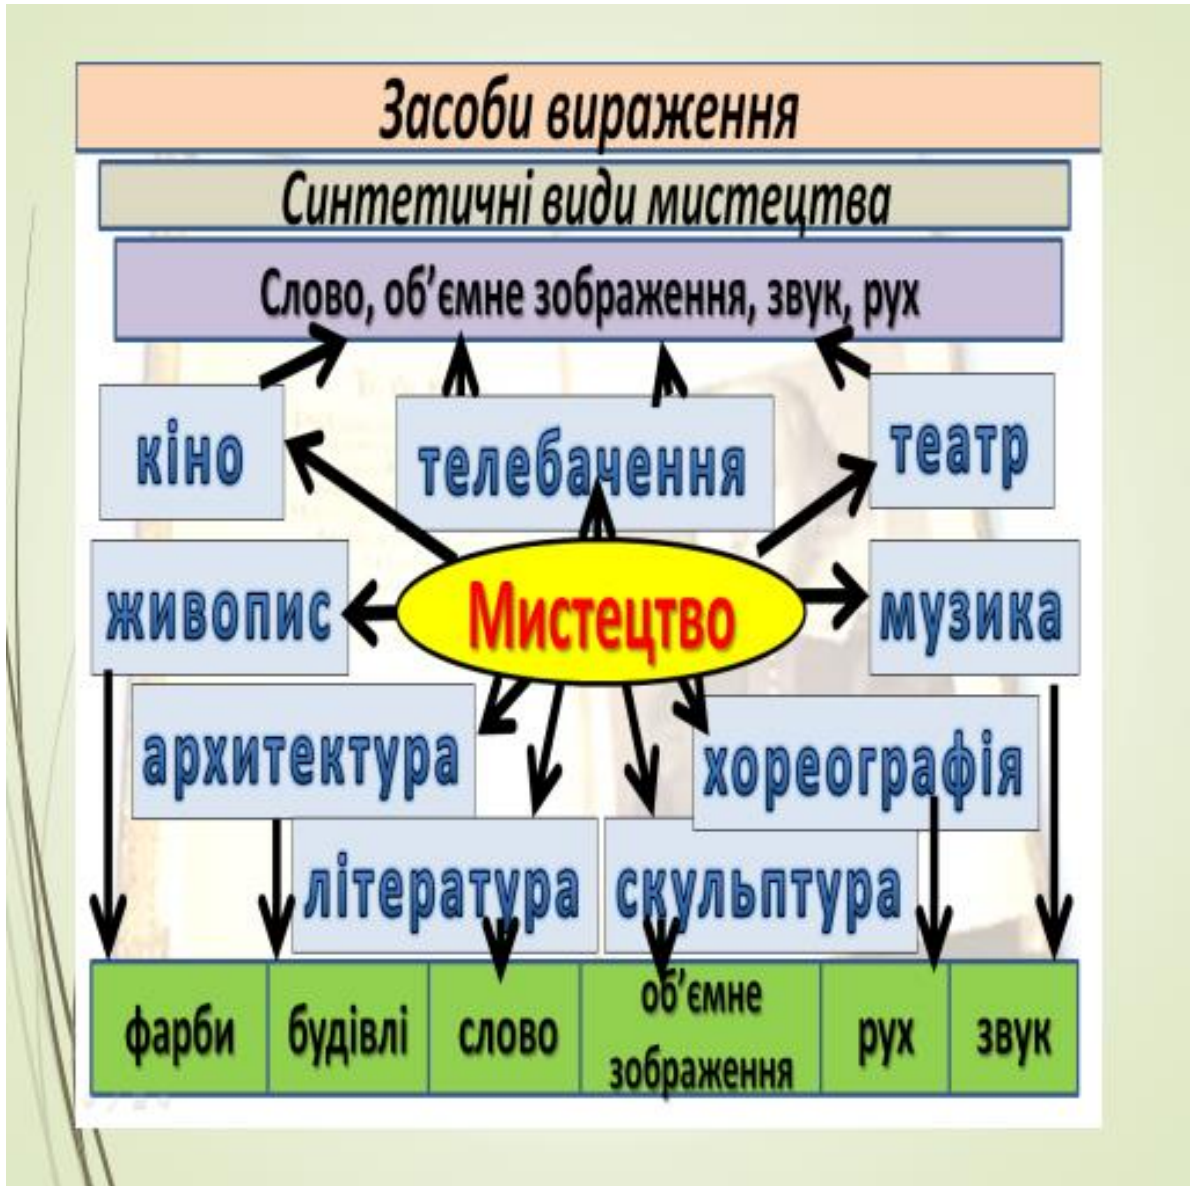 Засоби вираження
Синтетичні види мистецтва
Слово, об’ємне зображення, звук, рух
кіно
телебачення
театр
живопис
Мистецтво
музика
архитектура
хореографія
література
скульптура
фарби
будівлі
слово
об’ємне
зображення
рух
звук